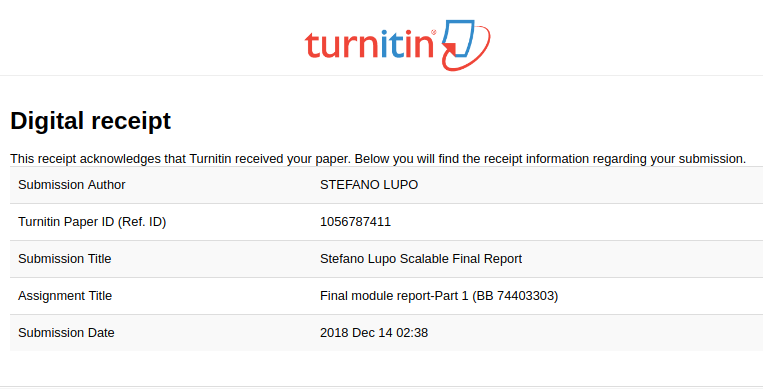 turnitin®
Digital receipt
This receipt acknowledges that Turnitin received your paper. Below you will find the receipt information regarding your submission.
Submission Author STEFANO LUPO
Turnitin Paper ID (Ref. ID) 1056787411
Submission Title Stefano Lupo Scalable Final Report
Assignment Title Final module report-Part 1 (BB 74403303)
Submission Date 2018 Dec 14 02:38